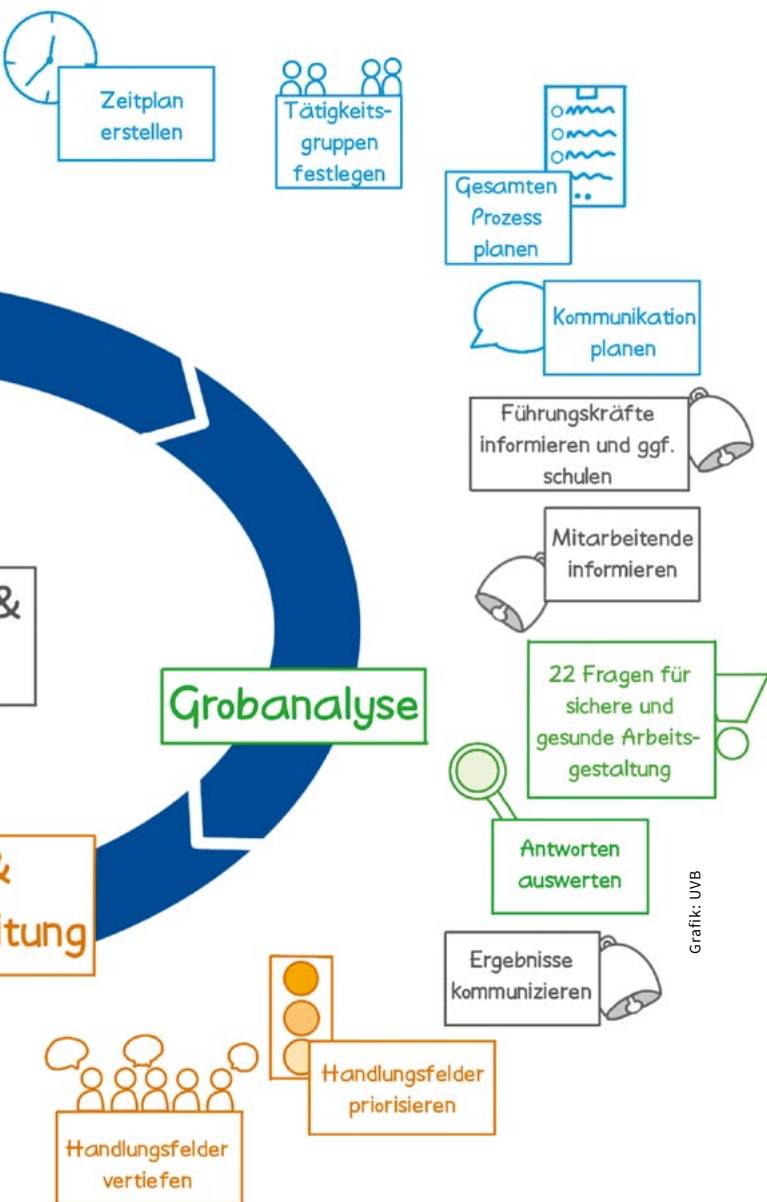 Zeitplan
erstellen
Tätigkeits-
gruppen
festlegen
Gesamten
Prozess
planen
Kommunikation
planen
Führungskräfte
informieren und ggf.
schulen
Mitarbeitende
informieren
&
Grobanalyse
22 Fragen für
sichere und
gesunde Arbeits-
gestaltung
Antworten
auswerten
&
itung
Ergebnisse
kommunizieren
Handlungsfelder
priorisieren
Handlungsfelder
vertiefen
Grafik: UVB